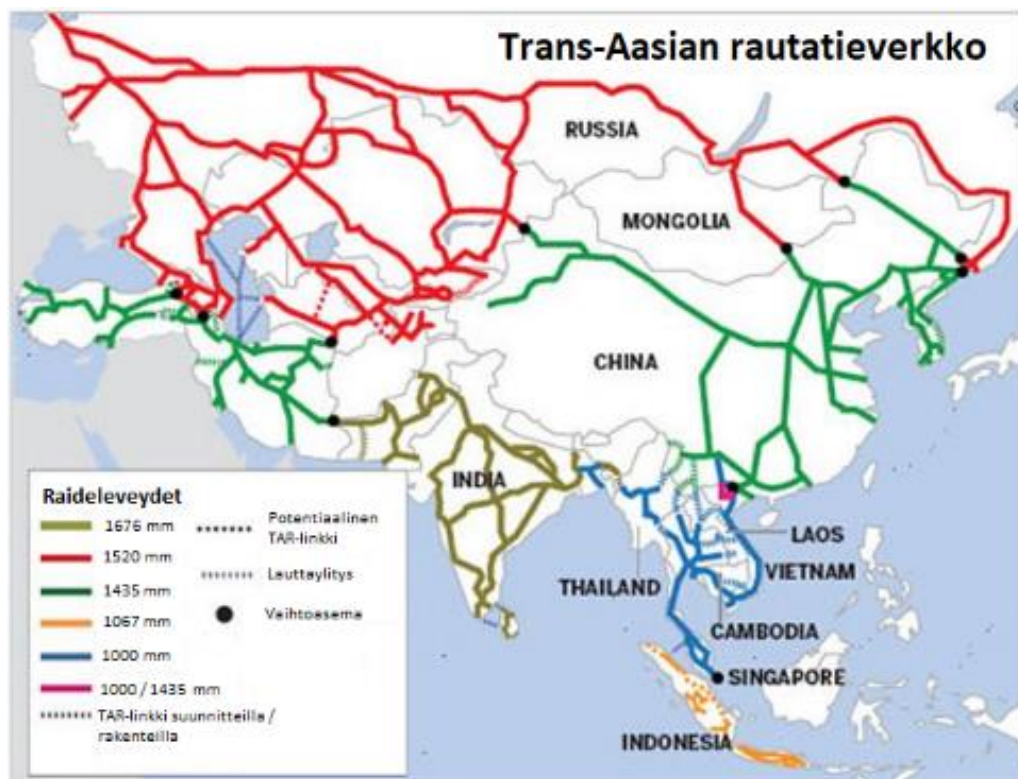 Trans-Aasian rautatieverkko
RUSSIA
MONGOLIA
CHINA
INDIA
LAOS
THAILAND
VIETNAM
CAMBODIA
SINGAPORE
INDONESIA
Raideleveydet
1676 mm
1520 mm
1435 mm
1067 mm
1000 mm
1000 / 1435 mm
TAR-linkki suunnitteilla /
rakenteilla
Potentiaalinen
TAR-linkki
Lauttaylitys
Vaihtoasema